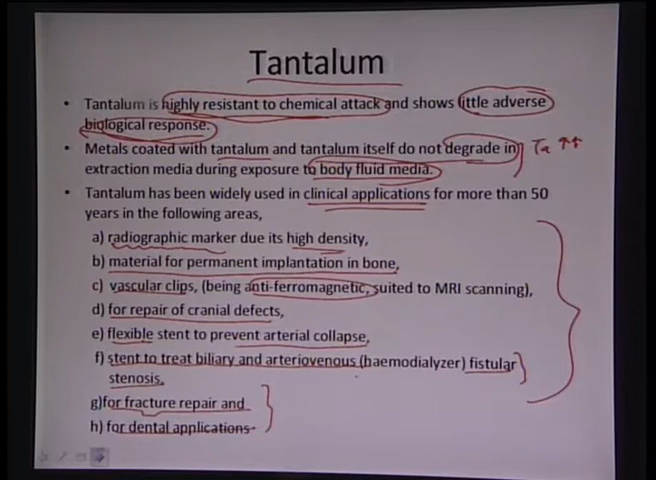 Tantalum
• Tantalum is highly resistant to chemical attack and shows little adverse
biological response.
• Metals coated with tantalum and tantalum itself do not degrade in
extraction media during exposure to body fluid media.
Ta ↑↑
• Tantalum has been widely used in clinical applications for more than 50
years in the following areas,
a) radiographic marker due its high density,
b) material for permanent implantation in bone,
c) vascular clips, (being anti-ferromagnetic, suited to MRI scanning),
d) for repair of cranial defects,
e) flexible stent to prevent arterial collapse,
f) stent to treat biliary and arteriovenous (haemodialyzer) fistular
stenosis,
g)for fracture repair and
h) for dental applications